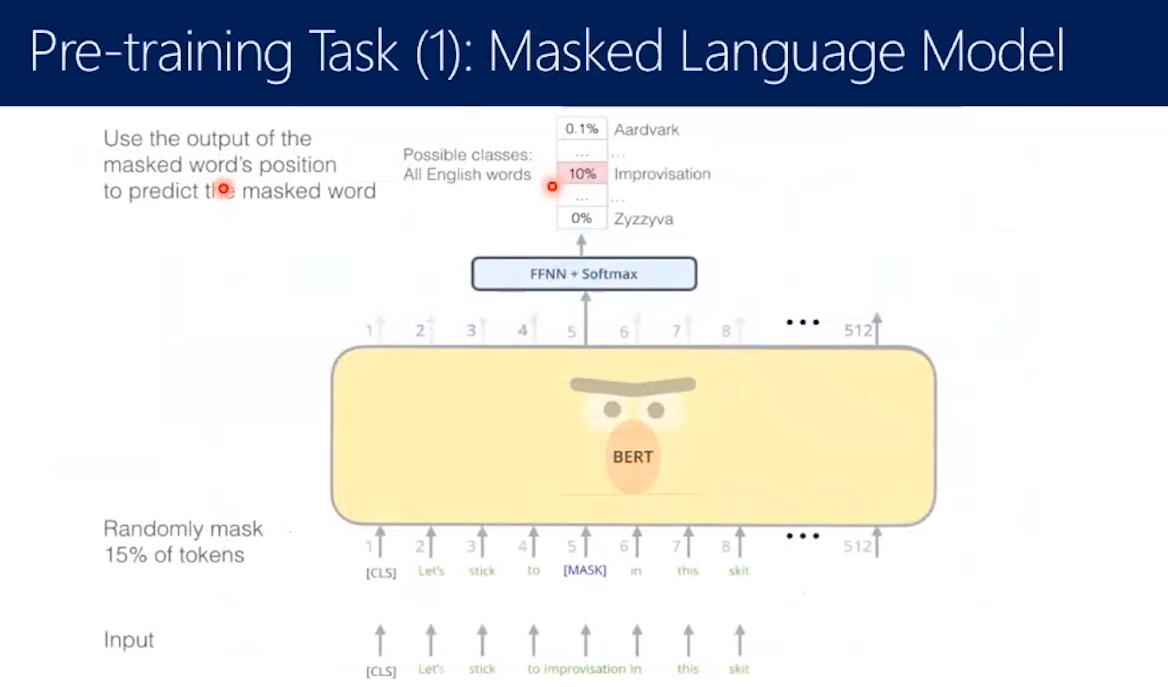 Pre-training Task (1): Masked Language Model
Use the output of the
masked word's position
to predict the masked word
Possible classes:
All English words
0.1% Aardvark
... ...
10% Improvisation
... ...
0% Zyzzyva
FFNN + Softmax
1 2 3 4 5 6 7 8 ... 512
BERT
Randomly mask
15% of tokens
1 2 3 4 5 6 7 8 ... 512
[CLS] Let's stick to [MASK] in this skit
Input
[CLS] Let's stick to improvisation in this skit